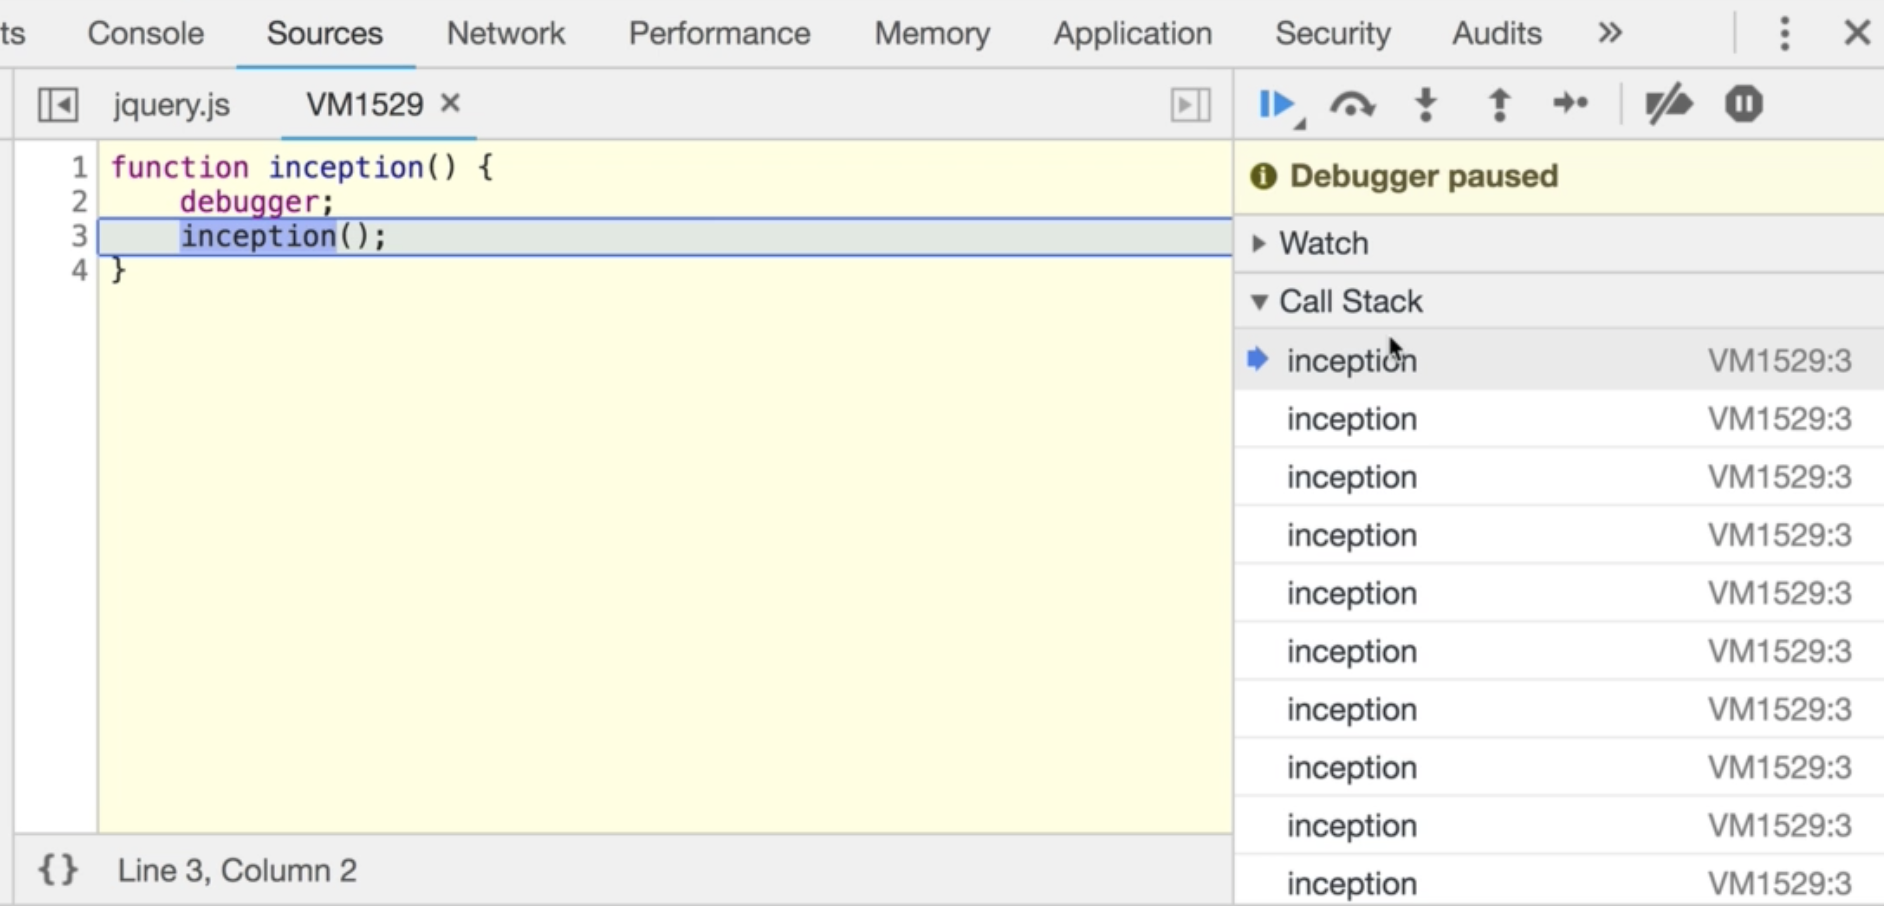 ts Console Sources Network Performance Memory Application Security Audits »
jquery.js VM1529 ×
1 function inception() {
2 debugger;
3 inception();
4 }
{} Line 3, Column 2
Debugger paused
Watch
Call Stack
inception VM1529:3
inception VM1529:3
inception VM1529:3
inception VM1529:3
inception VM1529:3
inception VM1529:3
inception VM1529:3
inception VM1529:3
inception VM1529:3
inception VM1529:3